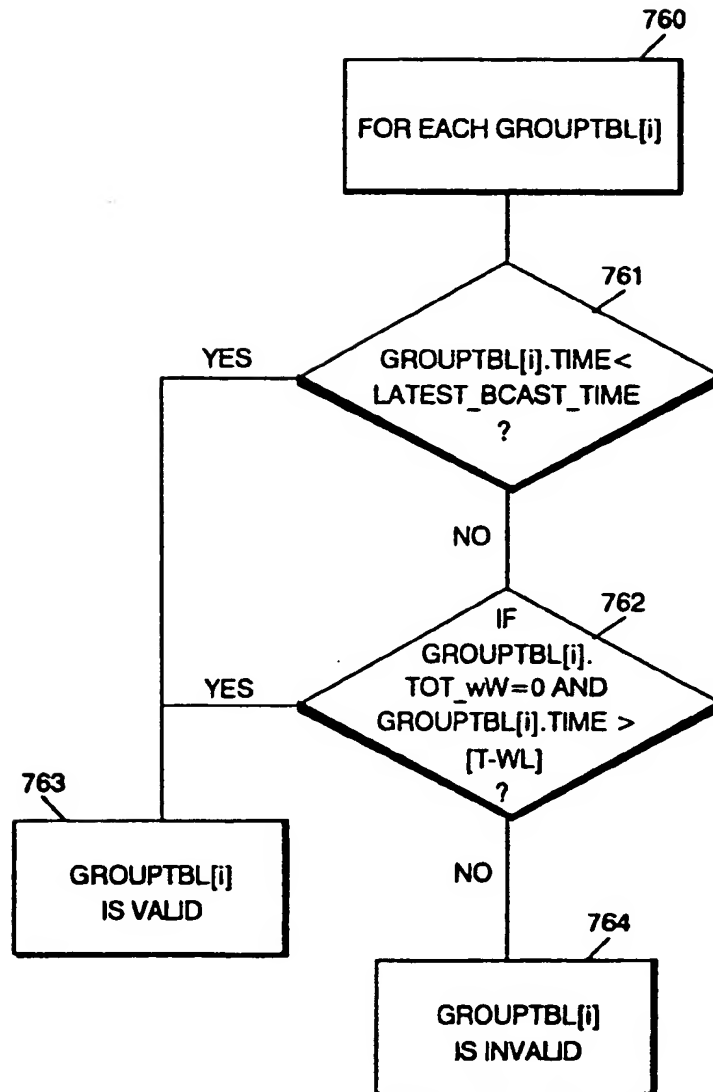 760
FOR EACH GROUPTBL[i]
761
YES
GROUPTBL[i].TIME<
LATEST_BCAST_TIME
?
NO
762
IF
GROUPTBL[i].
TOT_wW=0 AND
GROUPTBL[i].TIME >
[T-WL]
?
YES
763
GROUPTBL[i]
IS VALID
NO
764
GROUPTBL[i]
IS INVALID